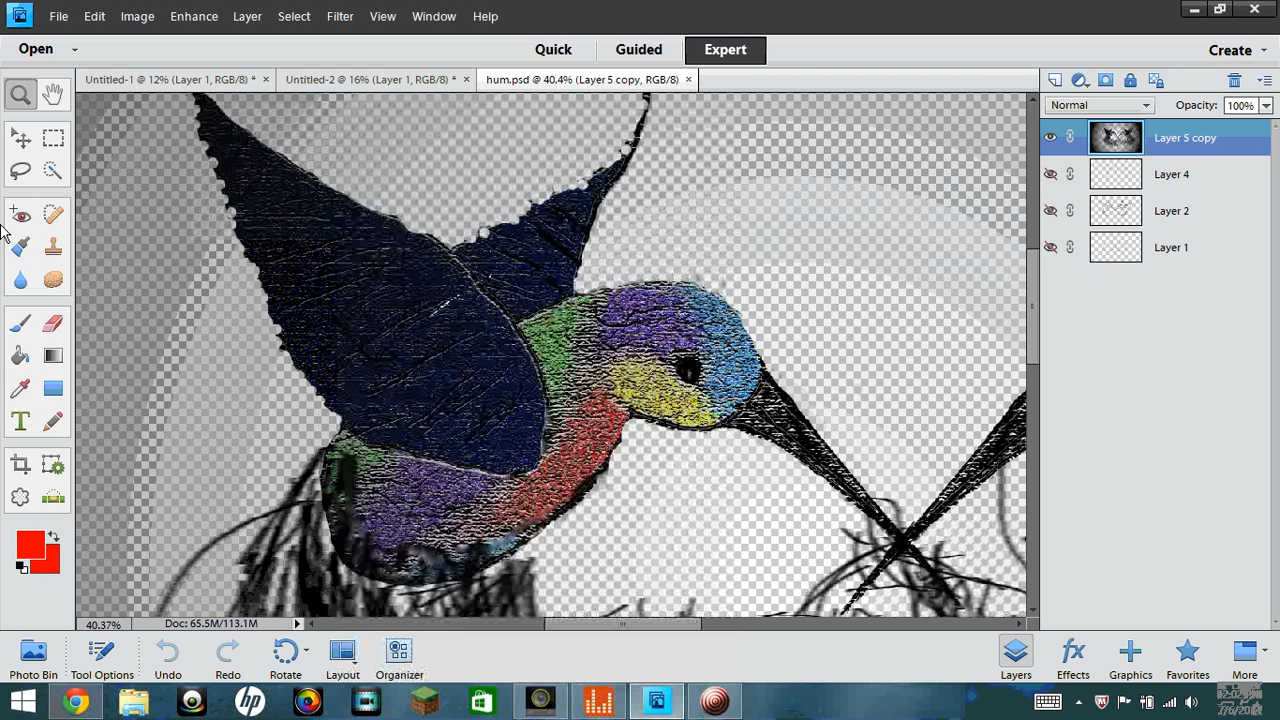 File Edit Image Enhance Layer Select Filter View Window Help
Open Quick Guided Expert Create
Untitled-1 @ 12% (Layer 1, RGB/8) * × Untitled-2 @ 16% (Layer 1, RGB/8) * × hum.psd @ 40.4% (Layer 5 copy, RGB/8) ×
Normal Opacity: 100%
Layer 5 copy
Layer 4
Layer 2
Layer 1
T
40.37% Doc: 65.5M/113.1M
Photo Bin Tool Options Undo Redo Rotate Layout Organizer Layers Effects Graphics Favorites More
hp